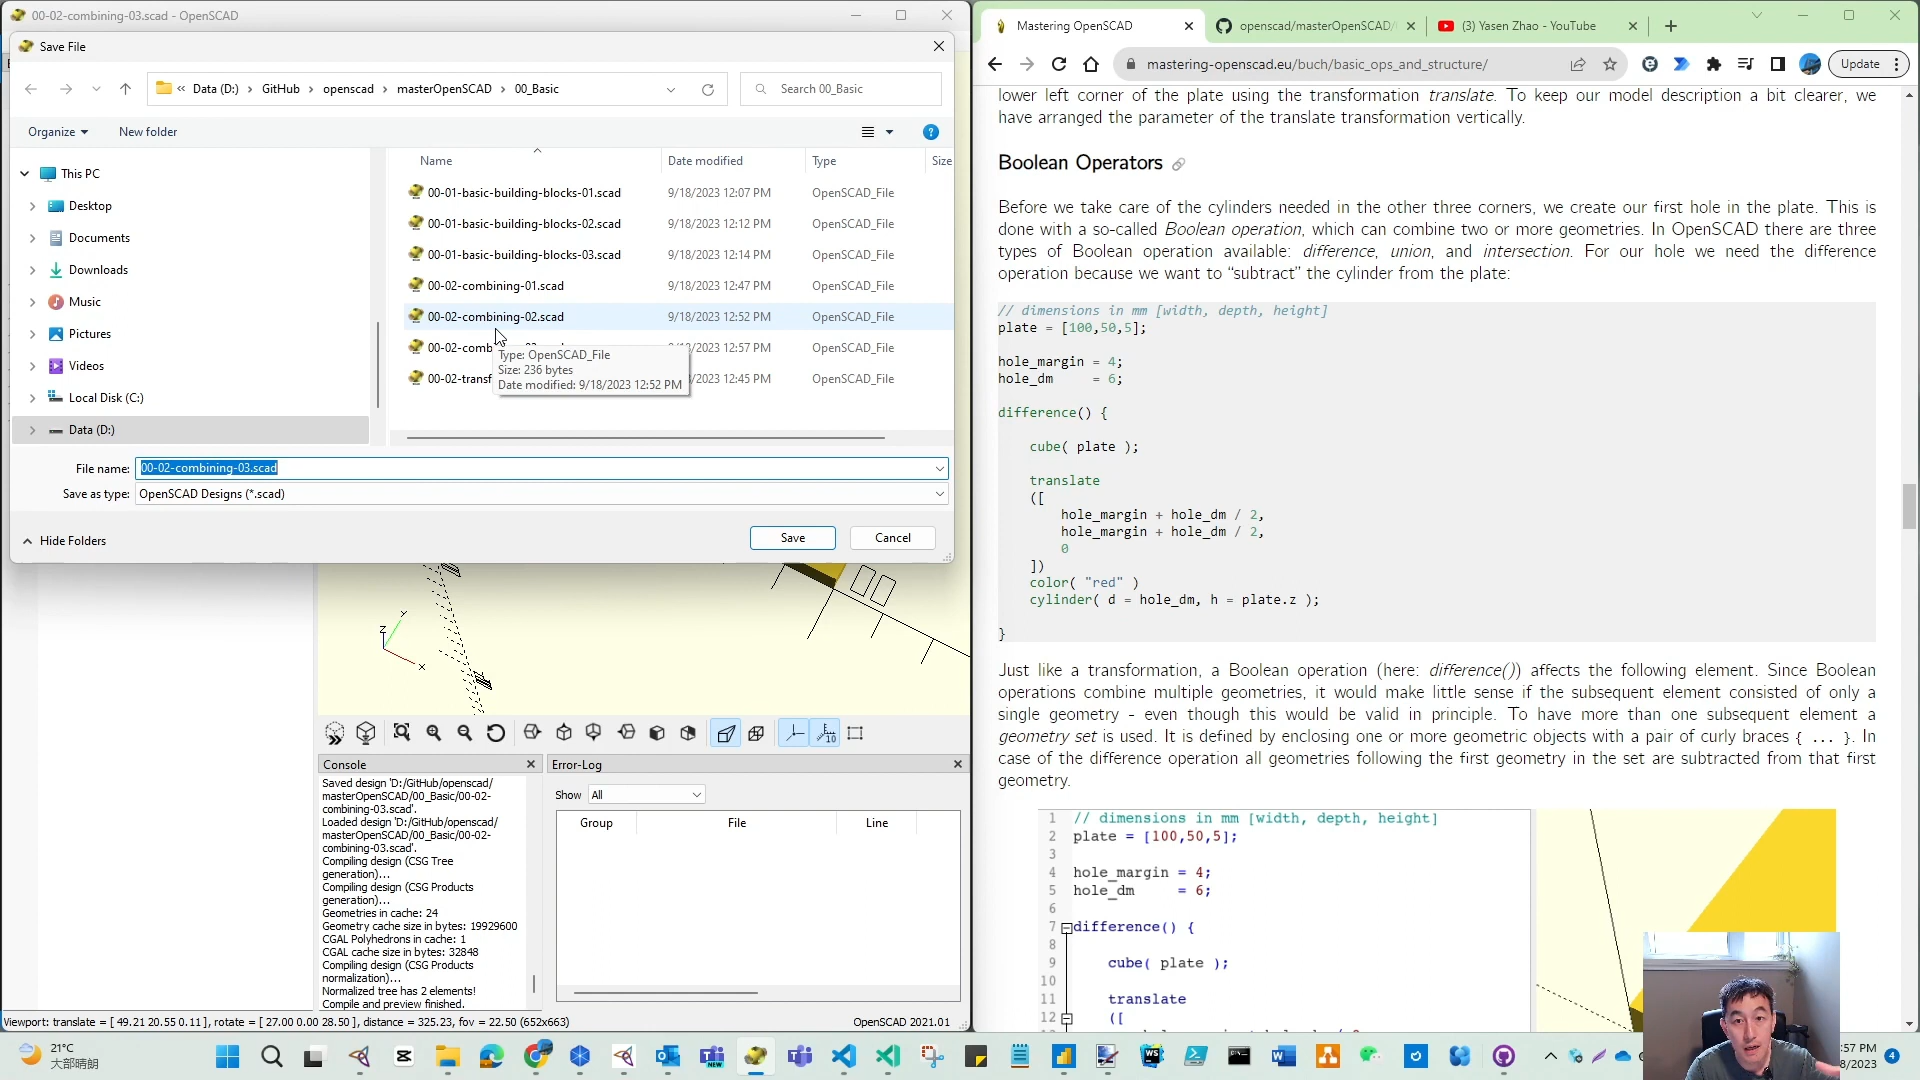 00-02-combining-03.scad - OpenSCAD
Save File
Data (D:) › GitHub › openscad › masterOpenSCAD › 00_Basic
Search 00_Basic
Organize
New folder
This PC
Desktop
Documents
Downloads
Music
Pictures
Videos
Local Disk (C:)
Data (D:)
Name Date modified Type Size
00-01-basic-building-blocks-01.scad 9/18/2023 12:07 PM OpenSCAD_File
00-01-basic-building-blocks-02.scad 9/18/2023 12:12 PM OpenSCAD_File
00-01-basic-building-blocks-03.scad 9/18/2023 12:14 PM OpenSCAD_File
00-02-combining-01.scad 9/18/2023 12:47 PM OpenSCAD_File
00-02-combining-02.scad 9/18/2023 12:52 PM OpenSCAD_File
00-02-comb 12:57 PM OpenSCAD_File
00-02-transf 12:45 PM OpenSCAD_File
Type: OpenSCAD_File
Size: 236 bytes
Date modified: 9/18/2023 12:52 PM
File name: 00-02-combining-03.scad
Save as type: OpenSCAD Designs (*.scad)
Hide Folders
Save
Cancel
Z
Y
X
10
Console
Saved design 'D:/GitHub/openscad/
masterOpenSCAD/00_Basic/00-02-
combining-03.scad'.
Loaded design 'D:/GitHub/openscad/
masterOpenSCAD/00_Basic/00-02-
combining-03.scad'.
Compiling design (CSG Tree
generation)...
Compiling design (CSG Products
generation)...
Geometries in cache: 24
Geometry cache size in bytes: 19929600
CGAL Polyhedrons in cache: 1
CGAL cache size in bytes: 32848
Compiling design (CSG Products
normalization)...
Normalized tree has 2 elements!
Compile and preview finished.
Error-Log
Show All
Group File Line
Viewport: translate = [ 49.21 20.55 0.11 ], rotate = [ 27.00 0.00 28.50 ], distance = 325.23, fov = 22.50 (652x663)
OpenSCAD 2021.01
Mastering OpenSCAD
openscad/masterOpenSCAD/
(3) Yasen Zhao - YouTube
mastering-openscad.eu/buch/basic_ops_and_structure/
Update
lower left corner of the plate using the transformation translate. To keep our model description a bit clearer, we
have arranged the parameter of the translate transformation vertically.
Boolean Operators
Before we take care of the cylinders needed in the other three corners, we create our first hole in the plate. This is
done with a so-called Boolean operation, which can combine two or more geometries. In OpenSCAD there are three
types of Boolean operation available: difference, union, and intersection. For our hole we need the difference
operation because we want to “subtract” the cylinder from the plate:
// dimensions in mm [width, depth, height]
plate = [100,50,5];
hole_margin = 4;
hole_dm = 6;
difference() {
cube( plate );
translate
([
hole_margin + hole_dm / 2,
hole_margin + hole_dm / 2,
0
])
color( "red" )
cylinder( d = hole_dm, h = plate.z );
}
Just like a transformation, a Boolean operation (here: difference()) affects the following element. Since Boolean
operations combine multiple geometries, it would make little sense if the subsequent element consisted of only a
single geometry - even though this would be valid in principle. To have more than one subsequent element a
geometry set is used. It is defined by enclosing one or more geometric objects with a pair of curly braces { ... }. In
case of the difference operation all geometries following the first geometry in the set are subtracted from that first
geometry.
1 // dimensions in mm [width, depth, height]
2 plate = [100,50,5];
3
4 hole_margin = 4;
5 hole_dm = 6;
6
7 difference() {
8
9 cube( plate );
10
11 translate
12 ([
21°C
大部晴朗
:57 PM
8/2023
4